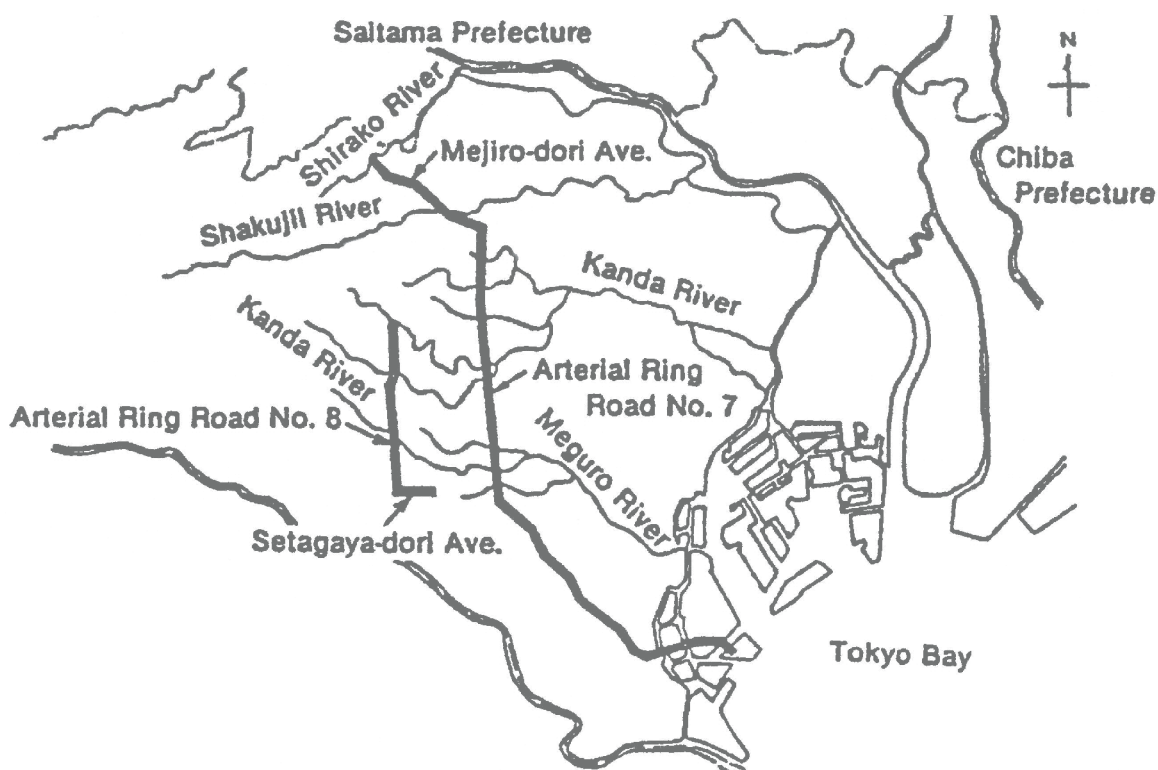 Saitama Prefecture
N
Shirako River
Mejiro-dori Ave.
Chiba
Prefecture
Shakujii River
Kanda River
Kanda River
Arterial Ring
Road No. 7
Arterial Ring Road No. 8
Meguro River
Setagaya-dori Ave.
Tokyo Bay